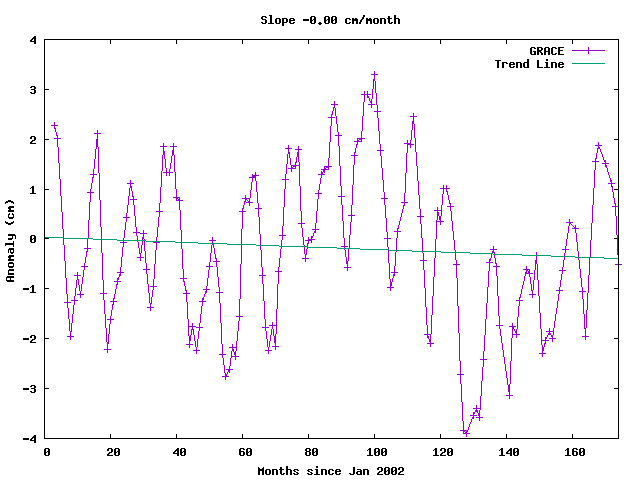 Slope -0.00 cm/month
4
GRACE
Trend Line
3
2
1
0
-1
-2
-3
-4
Anomaly (cm)
0 20 40 60 80 100 120 140 160
Months since Jan 2002